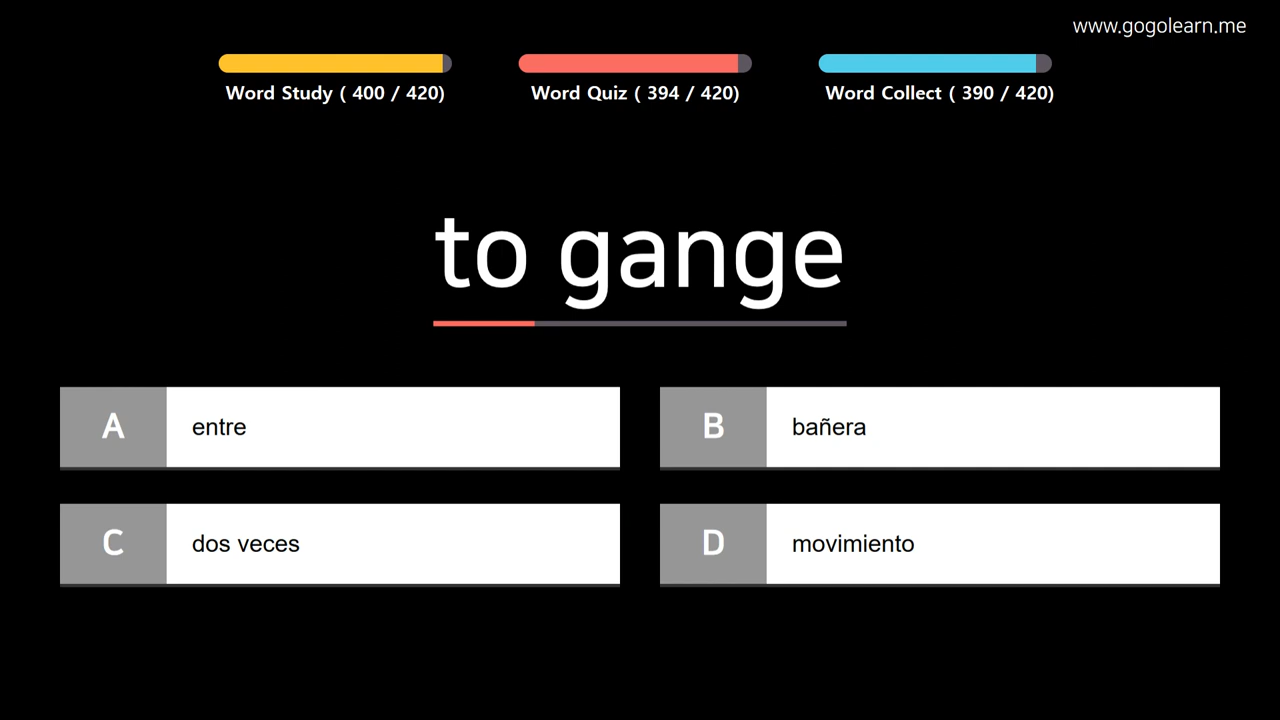 www.gogolearn.me
Word Study ( 400 / 420)
Word Quiz ( 394 / 420)
Word Collect ( 390 / 420)
to gange
A entre
B bañera
C dos veces
D movimiento